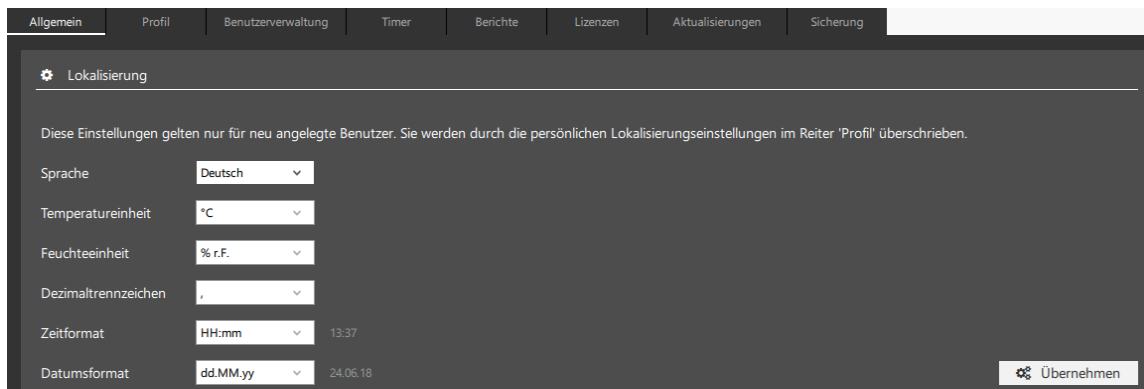 Allgemein Profil Benutzerverwaltung Timer Berichte Lizenzen Aktualisierungen Sicherung
Lokalisierung
Diese Einstellungen gelten nur für neu angelegte Benutzer. Sie werden durch die persönlichen Lokalisierungseinstellungen im Reiter 'Profil' überschrieben.
Sprache Deutsch
Temperatureinheit °C
Feuchteeinheit % r.F.
Dezimaltrennzeichen ,
Zeitformat HH:mm 13:37
Datumsformat dd.MM.yy 24.06.18
Übernehmen